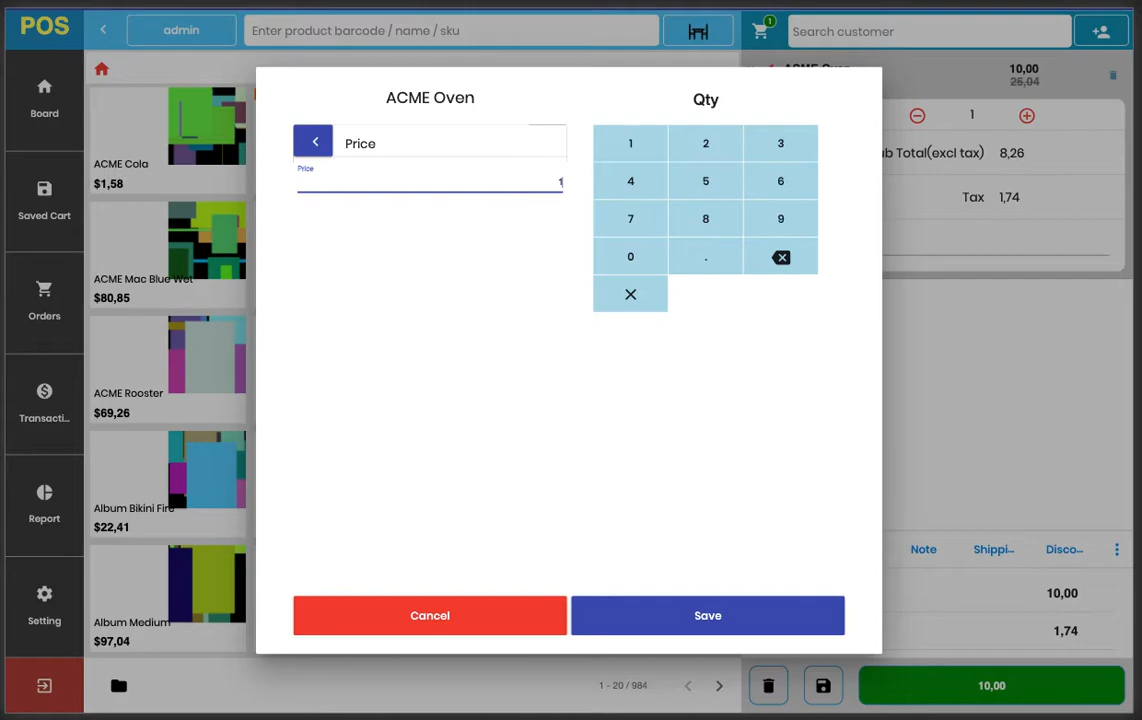 POS
admin
Enter product barcode / name / sku
1
Search customer
Board
Saved Cart
Orders
Transacti...
Report
Setting
ACME Cola
$1,58
ACME Mac Blue Wet
$80,85
ACME Rooster
$69,26
Album Bikini Fire
$22,41
Album Medium
$97,04
1 - 20 / 984
ACME Oven
Price
Price
1
Qty
1 2 3
4 5 6
7 8 9
0 .
Cancel
Save
ACME Oven
10,00
25,04
1
ub Total(excl tax) 8,26
Tax 1,74
Note Shippi... Disco...
10,00
1,74
10,00